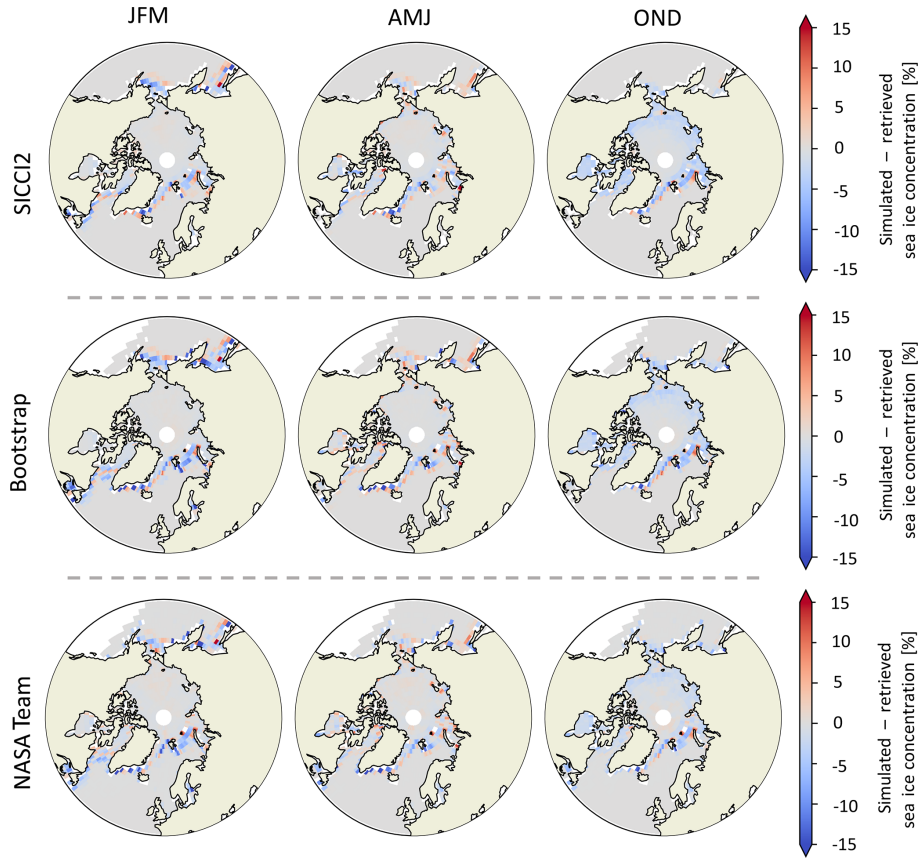 JFM AMJ OND
SICCI2
15
10
5
0
-5
-10
-15
Simulated – retrieved
sea ice concentration [%]
Bootstrap
15
10
5
0
-5
-10
-15
Simulated – retrieved
sea ice concentration [%]
NASA Team
15
10
5
0
-5
-10
-15
Simulated – retrieved
sea ice concentration [%]